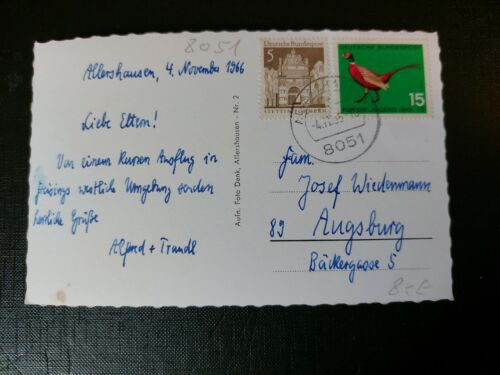 8051
Allershausen, 4. November 1966
Liebe Eltern!
Von einem kurzen Ausflug in
Freisings westliche Umgebung senden
herzliche Grüße
Alfred + Traudl
Aufn. Foto Denk, Allershausen - Nr. 2
5 Deutsche Bundespost
DEUTSCHE BUNDESPOST
15
8051
Fam.
Josef Wiedenmann
89 Augsburg
Bäckergasse 5